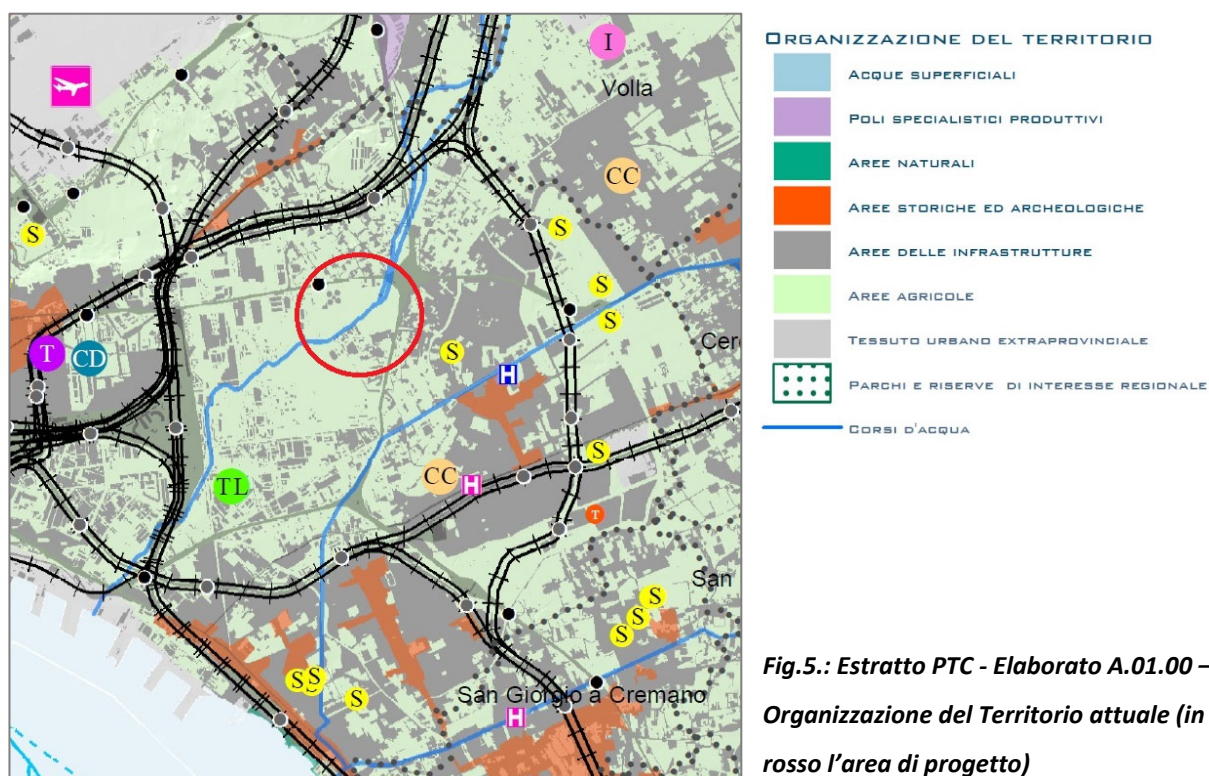 I
Volla
CC
S
S
S
S
T
CD
S
Cerc
H
S
CC
H
TL
T
San
S
S
S
S S
S
San Giorgio a Cremano
H
ORGANIZZAZIONE DEL TERRITORIO
ACQUE SUPERFICIALI
POLI SPECIALISTICI PRODUTTIVI
AREE NATURALI
AREE STORICHE ED ARCHEOLOGICHE
AREE DELLE INFRASTRUTTURE
AREE AGRICOLE
TESSUTO URBANO EXTRAPROVINCIALE
PARCHI E RISERVE DI INTERESSE REGIONALE
CORSI D'ACQUA
Fig.5.: Estratto PTC - Elaborato A.01.00 –
Organizzazione del Territorio attuale (in
rosso l'area di progetto)